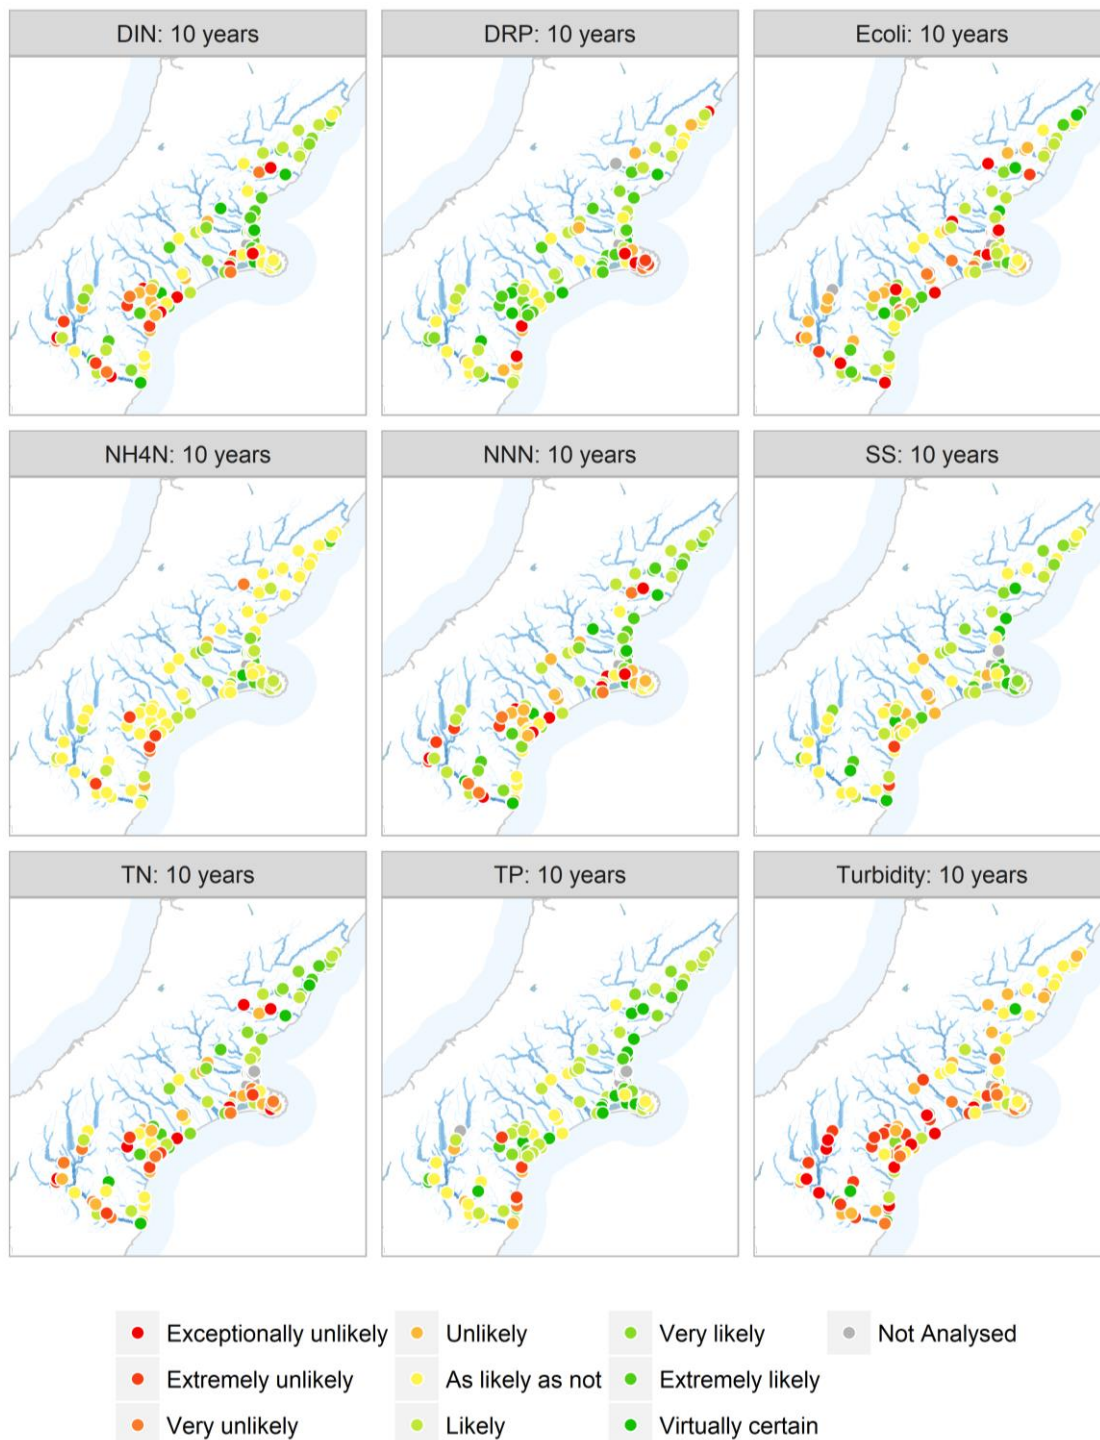 DIN: 10 years
DRP: 10 years
Ecoli: 10 years
NH4N: 10 years
NNN: 10 years
SS: 10 years
TN: 10 years
TP: 10 years
Turbidity: 10 years
Exceptionally unlikely
Unlikely
Very likely
Not Analysed
Extremely unlikely
As likely as not
Extremely likely
Very unlikely
Likely
Virtually certain